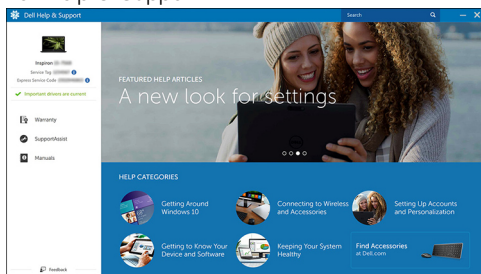 Dell Help & Support
Search
Inspiron
Service Tag
Express Service Code
Important drivers are current
Warranty
SupportAssist
Manuals
Feedback
FEATURED HELP ARTICLES
A new look for settings
HELP CATEGORIES
Getting Around
Windows 10
Connecting to Wireless
and Accessories
Setting Up Accounts
and Personalization
Getting to Know Your
Device and Software
Keeping Your System
Healthy
Find Accessories
at Dell.com